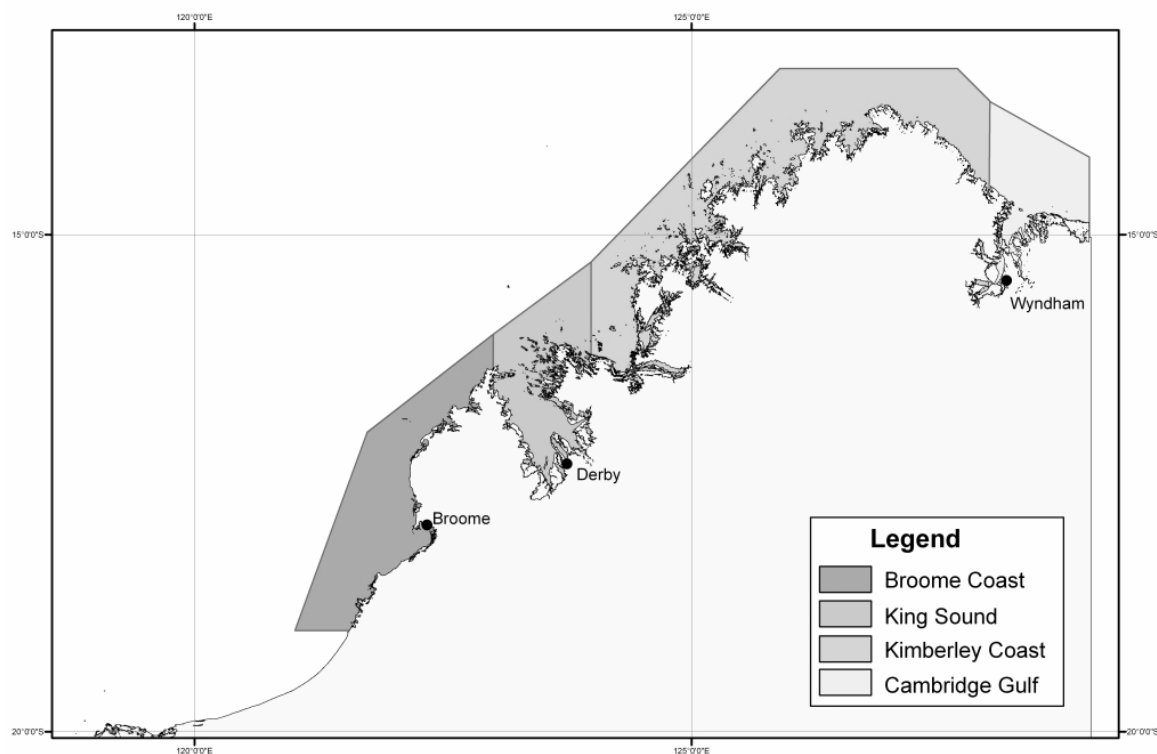 120°0'0"E 125°0'0"E
15°0'0"S 15°0'0"S
Wyndham
Derby
Broome
Legend
Broome Coast
King Sound
Kimberley Coast
Cambridge Gulf
20°0'0"S 20°0'0"S
120°0'0"E 125°0'0"E